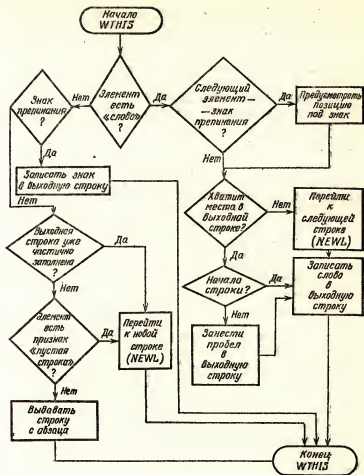 Начало
WTHIS
Элемент
есть
«слово»
?
Нет
Да
Следующий
элемент —
— знак
препинания
?
Да
Предусмотреть
позицию
под знак
Нет
Знак
препинания
?
Да
Записать знак
в выходную строку
Нет
Хватит
места в
выходной
строке?
Нет
Перейти
к
следующей
строке
(NEWL)
Да
Выходная
строка уже
частично
заполнена
?
Да
Начало
строки?
Да
Записать
слово
в
выходную
строку
Нет
Нет
Элемент
есть
признак
«пустая
строка»
?
Да
Перейти
к новой
строке
(NEWL)
Занести
пробел
в
выходную
строку
Нет
Выдавать
строку
с абзаца
Конец
WTHIS